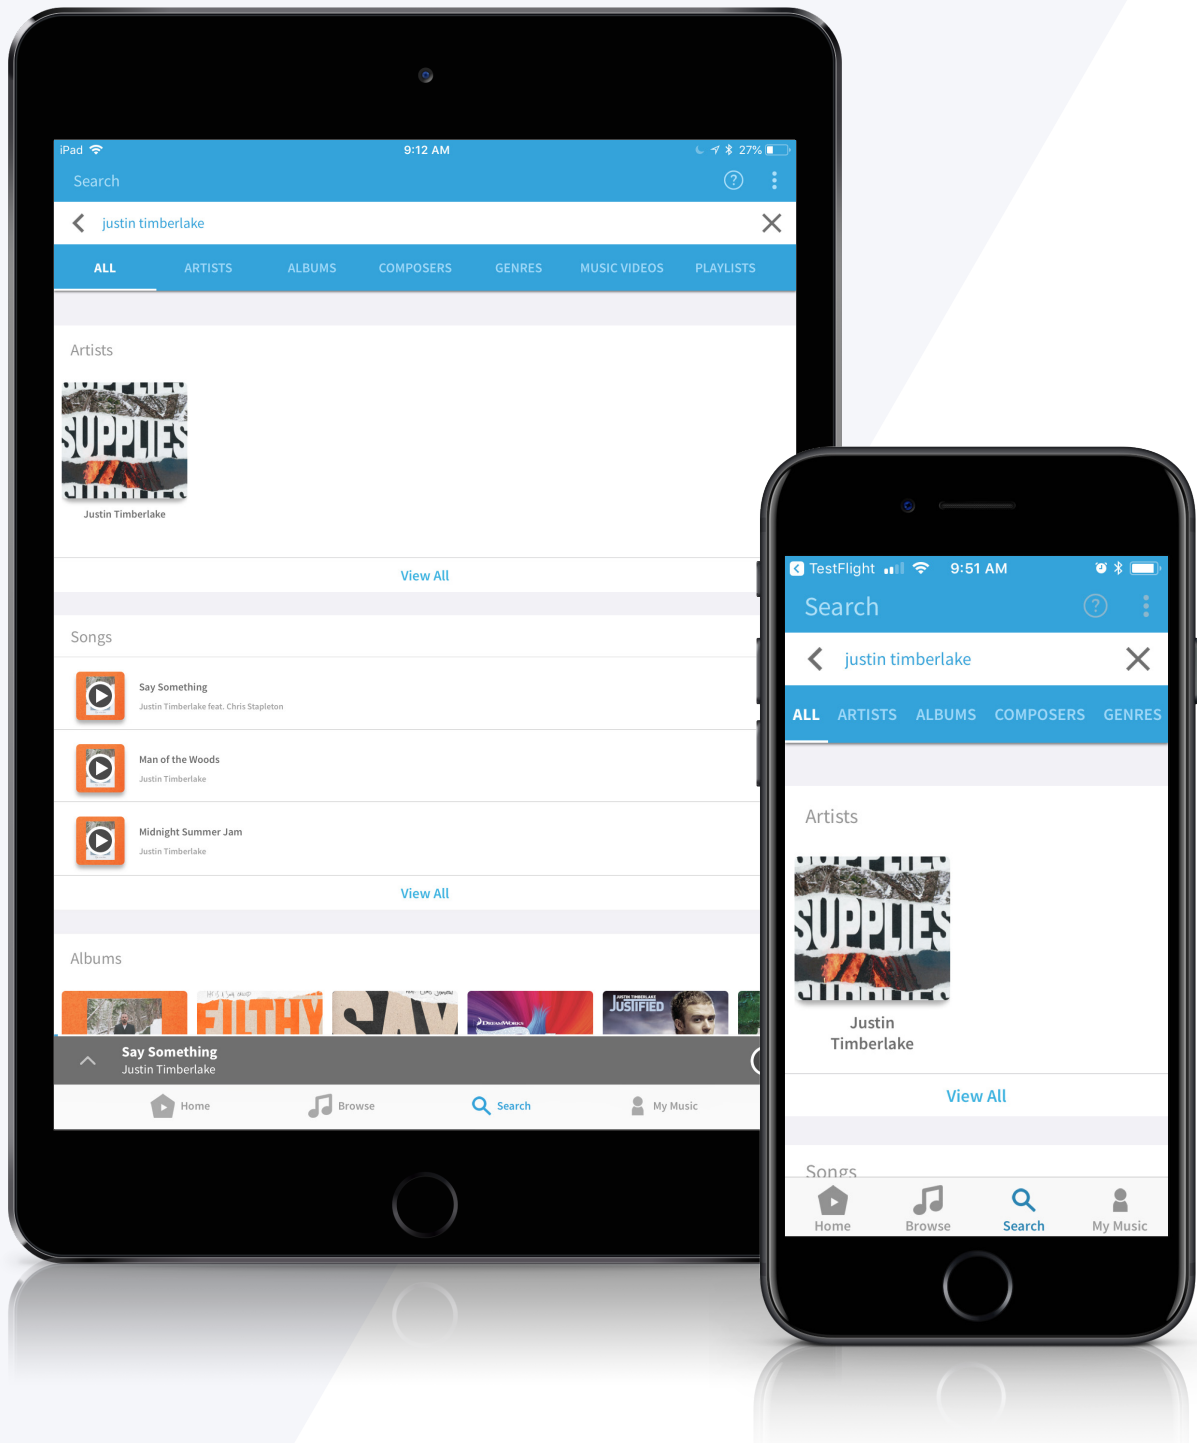 iPad
9:12 AM
27%
Search
?
justin timberlake
ALL ARTISTS ALBUMS COMPOSERS GENRES MUSIC VIDEOS PLAYLISTS
Artists
SUPPLIES
Justin Timberlake
View All
Songs
Say Something
Justin Timberlake feat. Chris Stapleton
Man of the Woods
Justin Timberlake
Midnight Summer Jam
Justin Timberlake
View All
Albums
FILTHY
SAY
DREAMWORKS
JUSTIN TIMBERLAKE
JUSTIFIED
Say Something
Justin Timberlake
Home Browse Search My Music
TestFlight 9:51 AM
Search
?
justin timberlake
ALL ARTISTS ALBUMS COMPOSERS GENRES
Artists
SUPPLIES
Justin
Timberlake
View All
Songs
Home Browse Search My Music